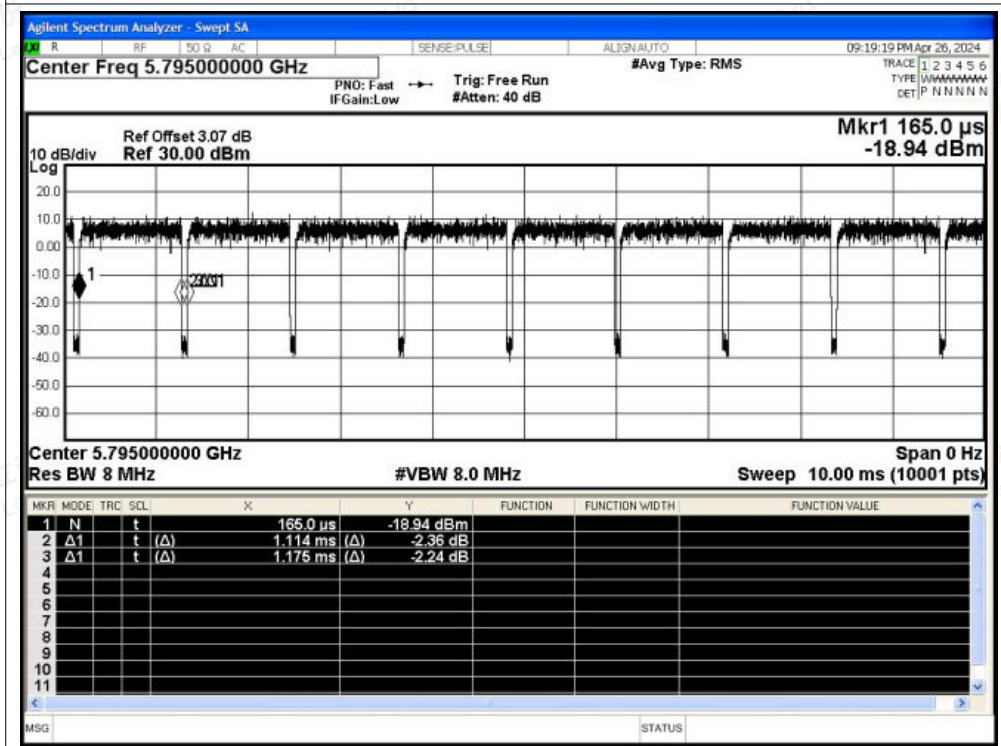 Agilent Spectrum Analyzer - Swept SA
LXI R RF 50 Ω AC SENSE:PULSE ALIGNAUTO 09:19:19 PM Apr 26, 2024
Center Freq 5.795000000 GHz #Avg Type: RMS TRACE 1 2 3 4 5 6
PNO: Fast Trig: Free Run TYPE WWWWWWW
IFGain:Low #Atten: 40 dB DET P N N N N N
Mkr1 165.0 µs
Ref Offset 3.07 dB
10 dB/div Ref 30.00 dBm -18.94 dBm
Log
20.0
10.0
0.00
-10.0 1
-20.0
-30.0
-40.0
-50.0
-60.0
Center 5.795000000 GHz Span 0 Hz
Res BW 8 MHz #VBW 8.0 MHz Sweep 10.00 ms (10001 pts)
MKR MODE TRC SCL X Y FUNCTION FUNCTION WIDTH FUNCTION VALUE
1 N t 165.0 µs -18.94 dBm
2 Δ1 t (Δ) 1.114 ms (Δ) -2.36 dB
3 Δ1 t (Δ) 1.175 ms (Δ) -2.24 dB
4
5
6
7
8
9
10
11
MSG STATUS